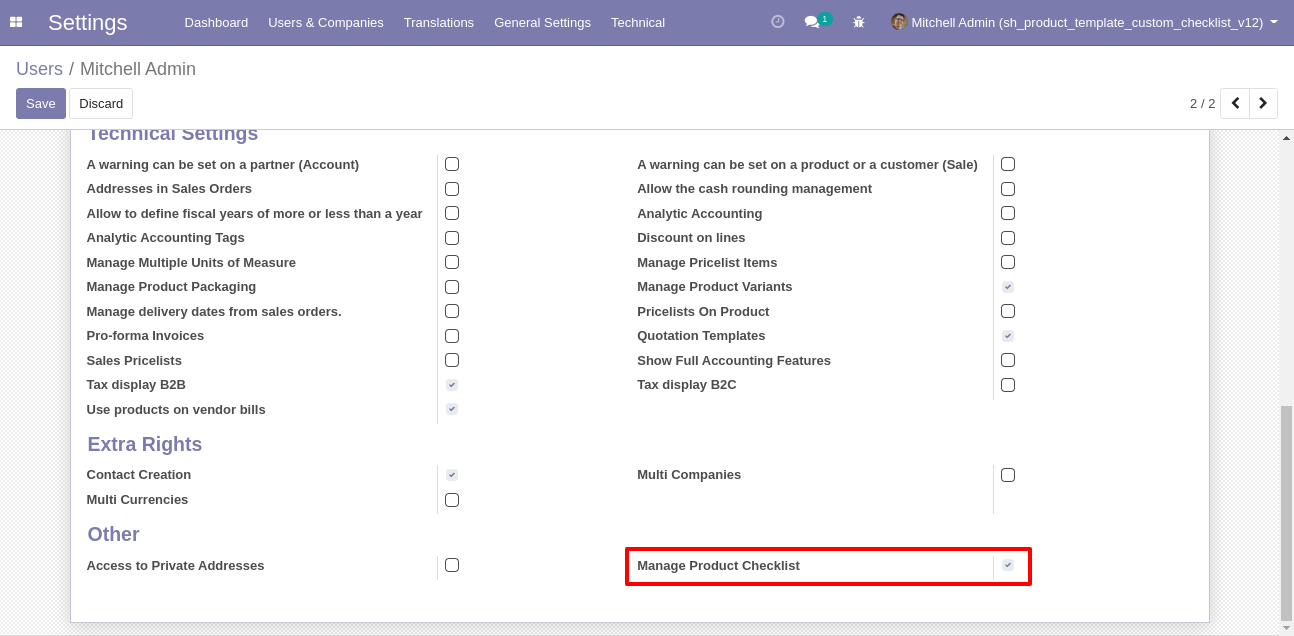 Settings Dashboard Users & Companies Translations General Settings Technical 1 Mitchell Admin (sh_product_template_custom_checklist_v12)
Users / Mitchell Admin
Save Discard 2 / 2
Technical Settings
A warning can be set on a partner (Account) A warning can be set on a product or a customer (Sale)
Addresses in Sales Orders Allow the cash rounding management
Allow to define fiscal years of more or less than a year Analytic Accounting
Analytic Accounting Tags Discount on lines
Manage Multiple Units of Measure Manage Pricelist Items
Manage Product Packaging Manage Product Variants
Manage delivery dates from sales orders. Pricelists On Product
Pro-forma Invoices Quotation Templates
Sales Pricelists Show Full Accounting Features
Tax display B2B Tax display B2C
Use products on vendor bills
Extra Rights
Contact Creation Multi Companies
Multi Currencies
Other
Access to Private Addresses Manage Product Checklist